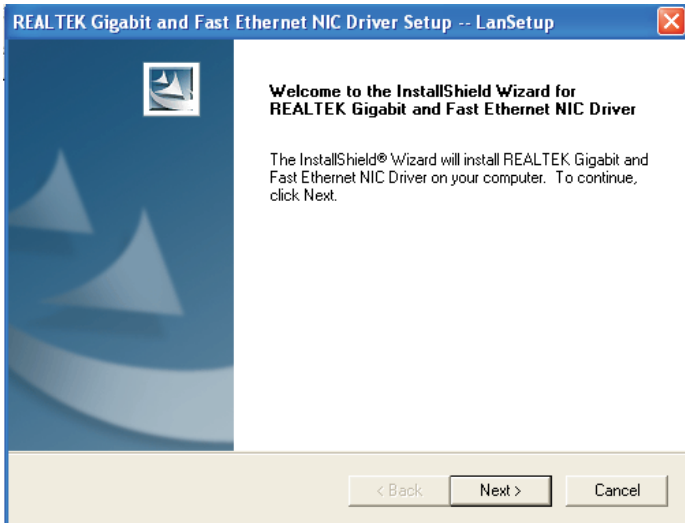 REALTEK Gigabit and Fast Ethernet NIC Driver Setup -- LanSetup
Welcome to the InstallShield Wizard for
REALTEK Gigabit and Fast Ethernet NIC Driver
The InstallShield® Wizard will install REALTEK Gigabit and
Fast Ethernet NIC Driver on your computer.  To continue,
click Next.
< Back
Next >
Cancel